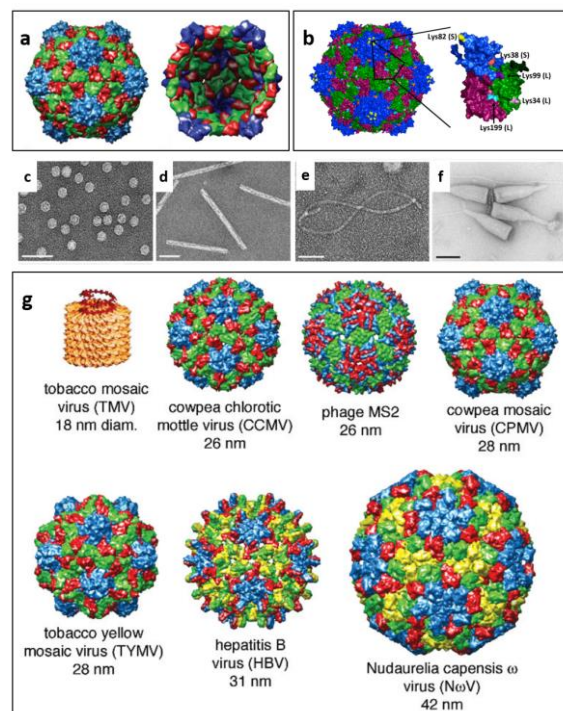 a
b
Lys82 (S)
Lys38 (S)
Lys99 (L)
Lys34 (L)
Lys199 (L)
c
d
e
f
g
tobacco mosaic
virus (TMV)
18 nm diam.
cowpea chlorotic
mottle virus (CCMV)
26 nm
phage MS2
26 nm
cowpea mosaic
virus (CPMV)
28 nm
tobacco yellow
mosaic virus (TYMV)
28 nm
hepatitis B
virus (HBV)
31 nm
Nudaurelia capensis ω
virus (NωV)
42 nm